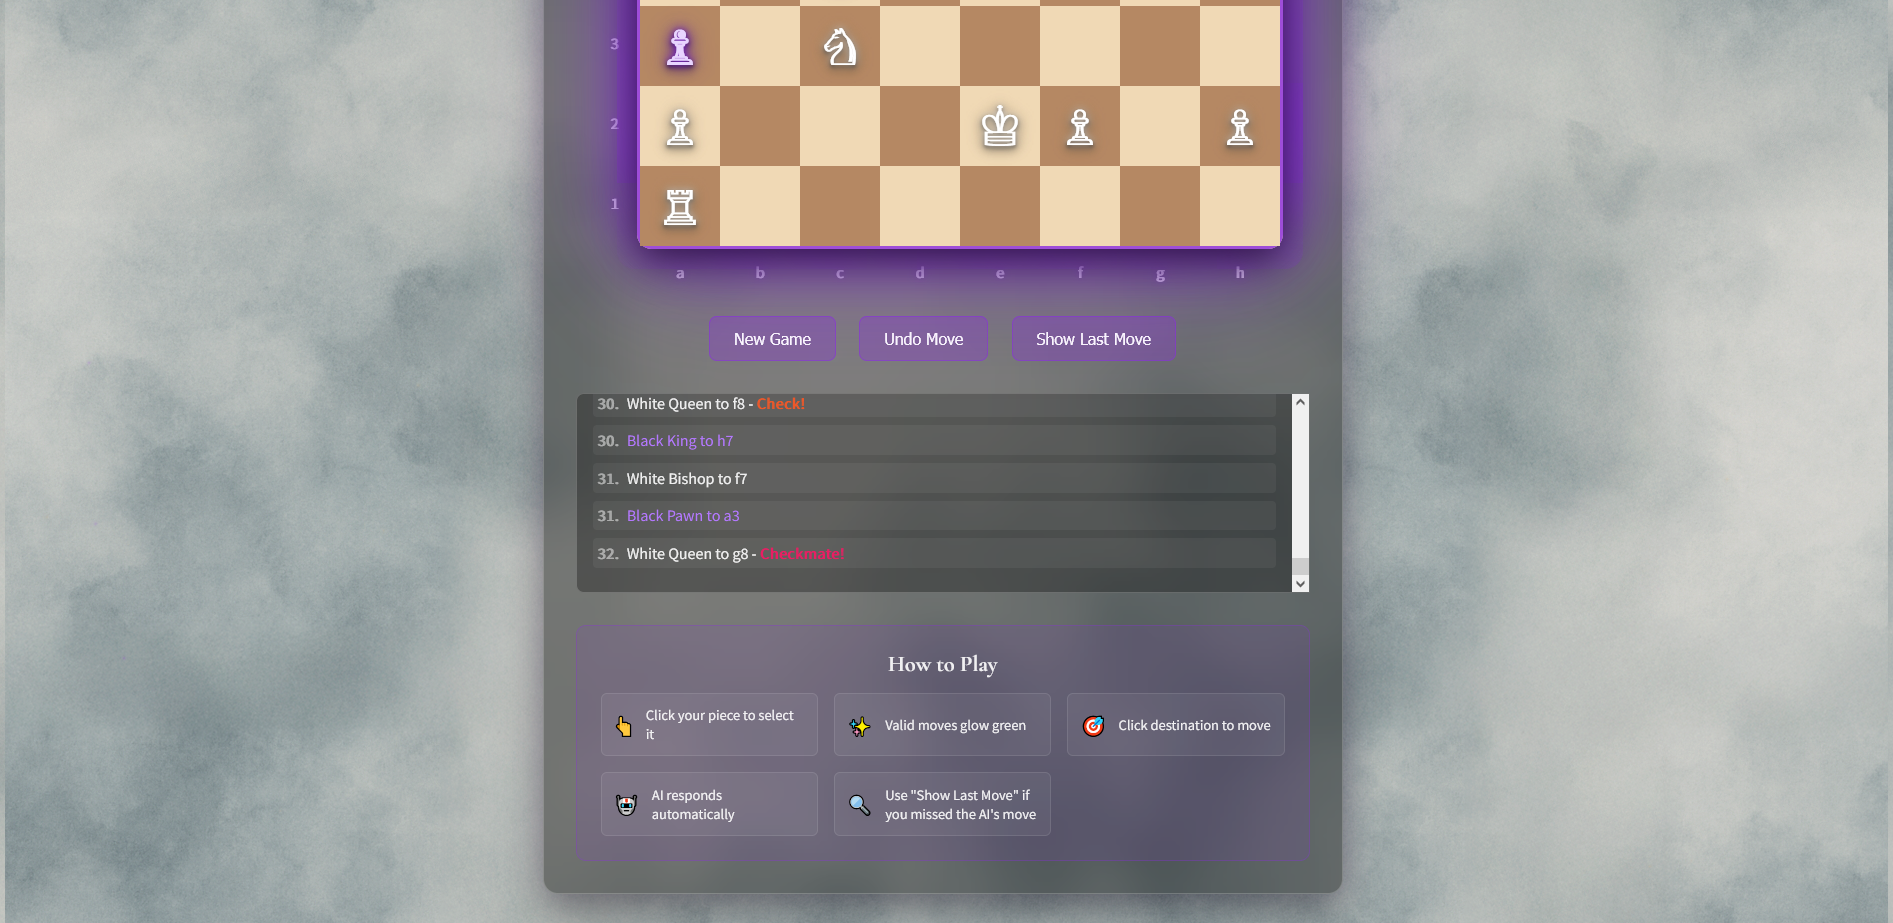 3
2
1
a b c d e f g h
New Game Undo Move Show Last Move
30. White Queen to f8 - Check!
30. Black King to h7
31. White Bishop to f7
31. Black Pawn to a3
32. White Queen to g8 - Checkmate!
How to Play
Click your piece to select
it
Valid moves glow green
Click destination to move
AI responds
automatically
Use "Show Last Move" if
you missed the AI's move